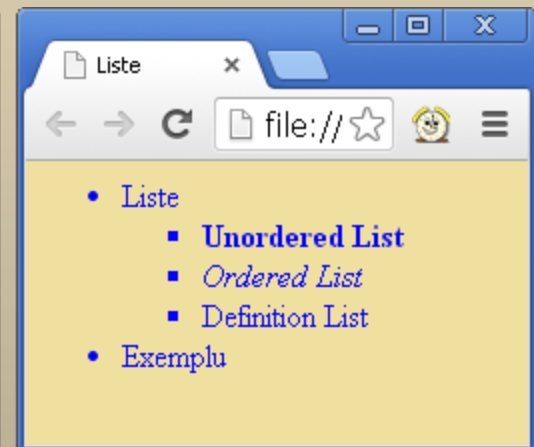 Liste
file://
Liste
Unordered List
Ordered List
Definition List
Exemplu